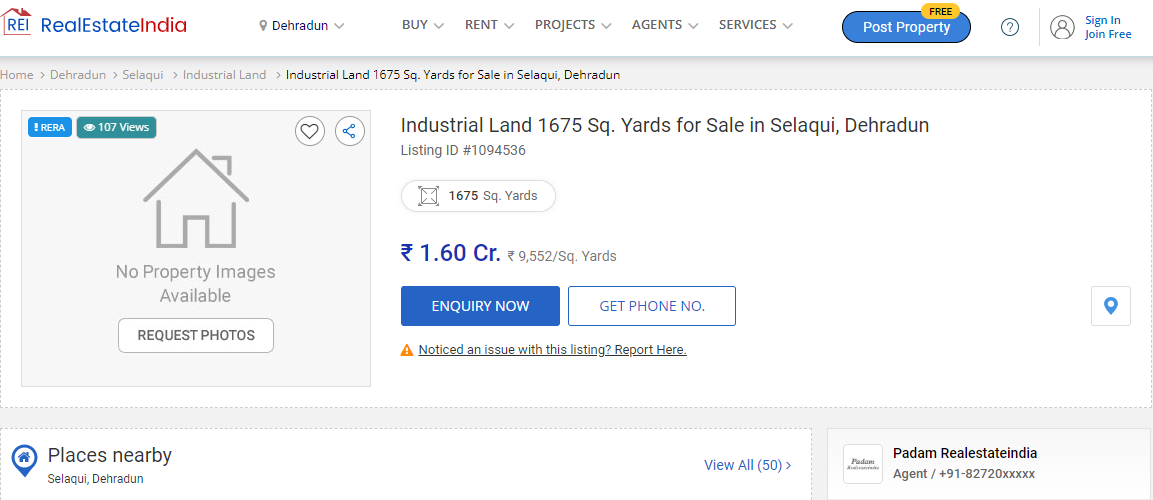 REI RealEstateIndia
Dehradun
BUY RENT PROJECTS AGENTS SERVICES
FREE
Post Property
?
Sign In
Join Free
Home > Dehradun > Selaqui > Industrial Land > Industrial Land 1675 Sq. Yards for Sale in Selaqui, Dehradun
! RERA 107 Views
No Property Images
Available
REQUEST PHOTOS
Industrial Land 1675 Sq. Yards for Sale in Selaqui, Dehradun
Listing ID #1094536
1675 Sq. Yards
₹ 1.60 Cr. ₹ 9,552/Sq. Yards
ENQUIRY NOW GET PHONE NO.
Noticed an issue with this listing? Report Here.
Places nearby
Selaqui, Dehradun
View All (50) >
Padam
Realestateindia
Padam Realestateindia
Agent / +91-82720xxxxx